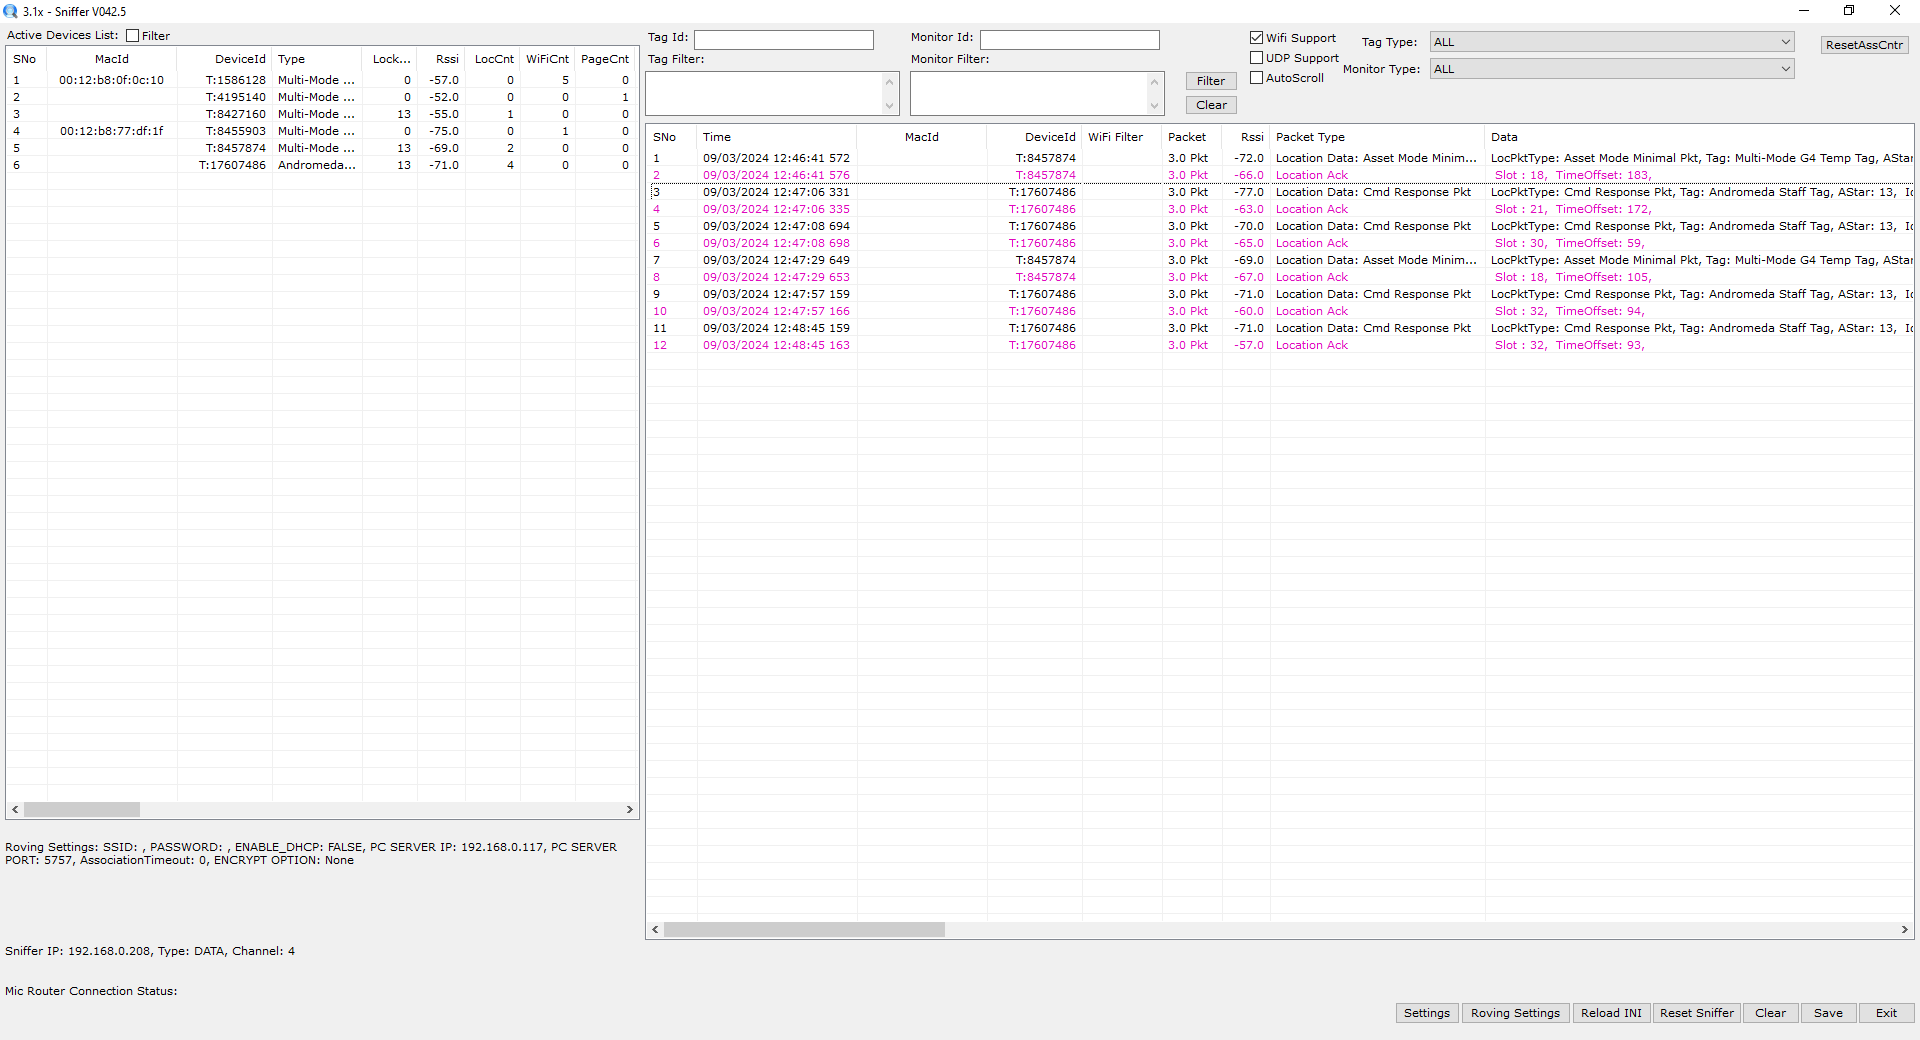 3.1x - Sniffer V042.5
Active Devices List: Filter
SNo MacId DeviceId Type Lock... Rssi LocCnt WiFiCnt PageCnt
1 00:12:b8:0f:0c:10 T:1586128 Multi-Mode ... 0 -57.0 0 5 0
2 T:4195140 Multi-Mode ... 0 -52.0 0 0 1
3 T:8427160 Multi-Mode ... 13 -55.0 1 0 0
4 00:12:b8:77:df:1f T:8455903 Multi-Mode ... 0 -75.0 0 1 0
5 T:8457874 Multi-Mode ... 13 -69.0 2 0 0
6 T:17607486 Andromeda... 13 -71.0 4 0 0
Roving Settings: SSID: , PASSWORD: , ENABLE_DHCP: FALSE, PC SERVER IP: 192.168.0.117, PC SERVER
PORT: 5757, AssociationTimeout: 0, ENCRYPT OPTION: None
Sniffer IP: 192.168.0.208, Type: DATA, Channel: 4
Mic Router Connection Status:
Tag Id: Monitor Id:
Tag Filter: Monitor Filter:
Filter
Clear
Wifi Support
UDP Support
AutoScroll
Tag Type: ALL
Monitor Type: ALL
ResetAssCntr
SNo Time MacId DeviceId WiFi Filter Packet Rssi Packet Type Data
1 09/03/2024 12:46:41 572 T:8457874 3.0 Pkt -72.0 Location Data: Asset Mode Minim... LocPktType: Asset Mode Minimal Pkt, Tag: Multi-Mode G4 Temp Tag, AStar
2 09/03/2024 12:46:41 576 T:8457874 3.0 Pkt -66.0 Location Ack Slot : 18, TimeOffset: 183,
3 09/03/2024 12:47:06 331 T:17607486 3.0 Pkt -77.0 Location Data: Cmd Response Pkt LocPktType: Cmd Response Pkt, Tag: Andromeda Staff Tag, AStar: 13,
4 09/03/2024 12:47:06 335 T:17607486 3.0 Pkt -63.0 Location Ack Slot : 21, TimeOffset: 172,
5 09/03/2024 12:47:08 694 T:17607486 3.0 Pkt -70.0 Location Data: Cmd Response Pkt LocPktType: Cmd Response Pkt, Tag: Andromeda Staff Tag, AStar: 13,
6 09/03/2024 12:47:08 698 T:17607486 3.0 Pkt -65.0 Location Ack Slot : 30, TimeOffset: 59,
7 09/03/2024 12:47:29 649 T:8457874 3.0 Pkt -69.0 Location Data: Asset Mode Minim... LocPktType: Asset Mode Minimal Pkt, Tag: Multi-Mode G4 Temp Tag, AStar
8 09/03/2024 12:47:29 653 T:8457874 3.0 Pkt -67.0 Location Ack Slot : 18, TimeOffset: 105,
9 09/03/2024 12:47:57 159 T:17607486 3.0 Pkt -71.0 Location Data: Cmd Response Pkt LocPktType: Cmd Response Pkt, Tag: Andromeda Staff Tag, AStar: 13,
10 09/03/2024 12:47:57 166 T:17607486 3.0 Pkt -60.0 Location Ack Slot : 32, TimeOffset: 94,
11 09/03/2024 12:48:45 159 T:17607486 3.0 Pkt -71.0 Location Data: Cmd Response Pkt LocPktType: Cmd Response Pkt, Tag: Andromeda Staff Tag, AStar: 13,
12 09/03/2024 12:48:45 163 T:17607486 3.0 Pkt -57.0 Location Ack Slot : 32, TimeOffset: 93,
Settings Roving Settings Reload INI Reset Sniffer Clear Save Exit